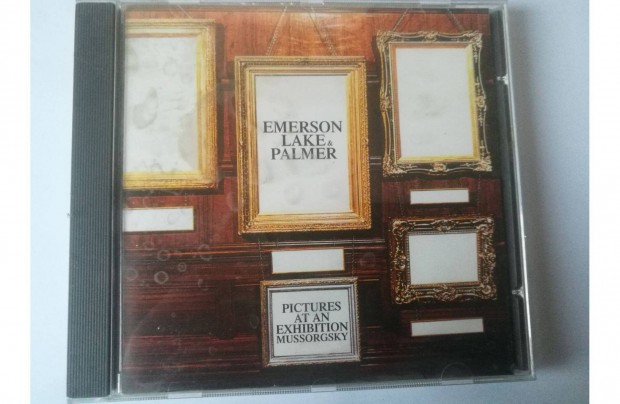 EMERSON
LAKE &
PALMER
PICTURES
AT AN
EXHIBITION
MUSSORGSKY